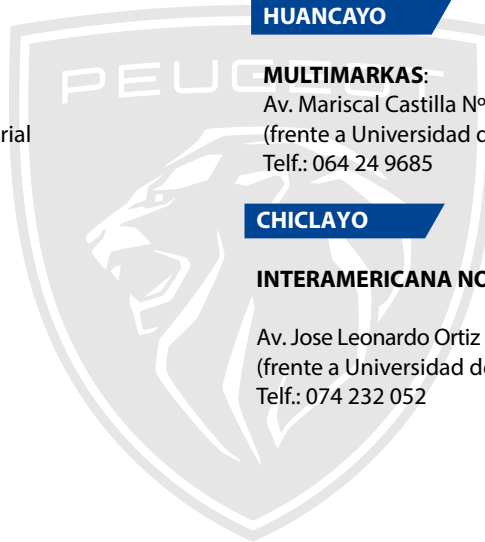 HUANCAYO
PEUGEOT
MULTIMARKAS:
Av. Mariscal Castilla Nº
rial
(frente a Universidad d
Telf.: 064 24 9685
CHICLAYO
INTERAMERICANA NO
Av. Jose Leonardo Ortiz
(frente a Universidad de
Telf.: 074 232 052